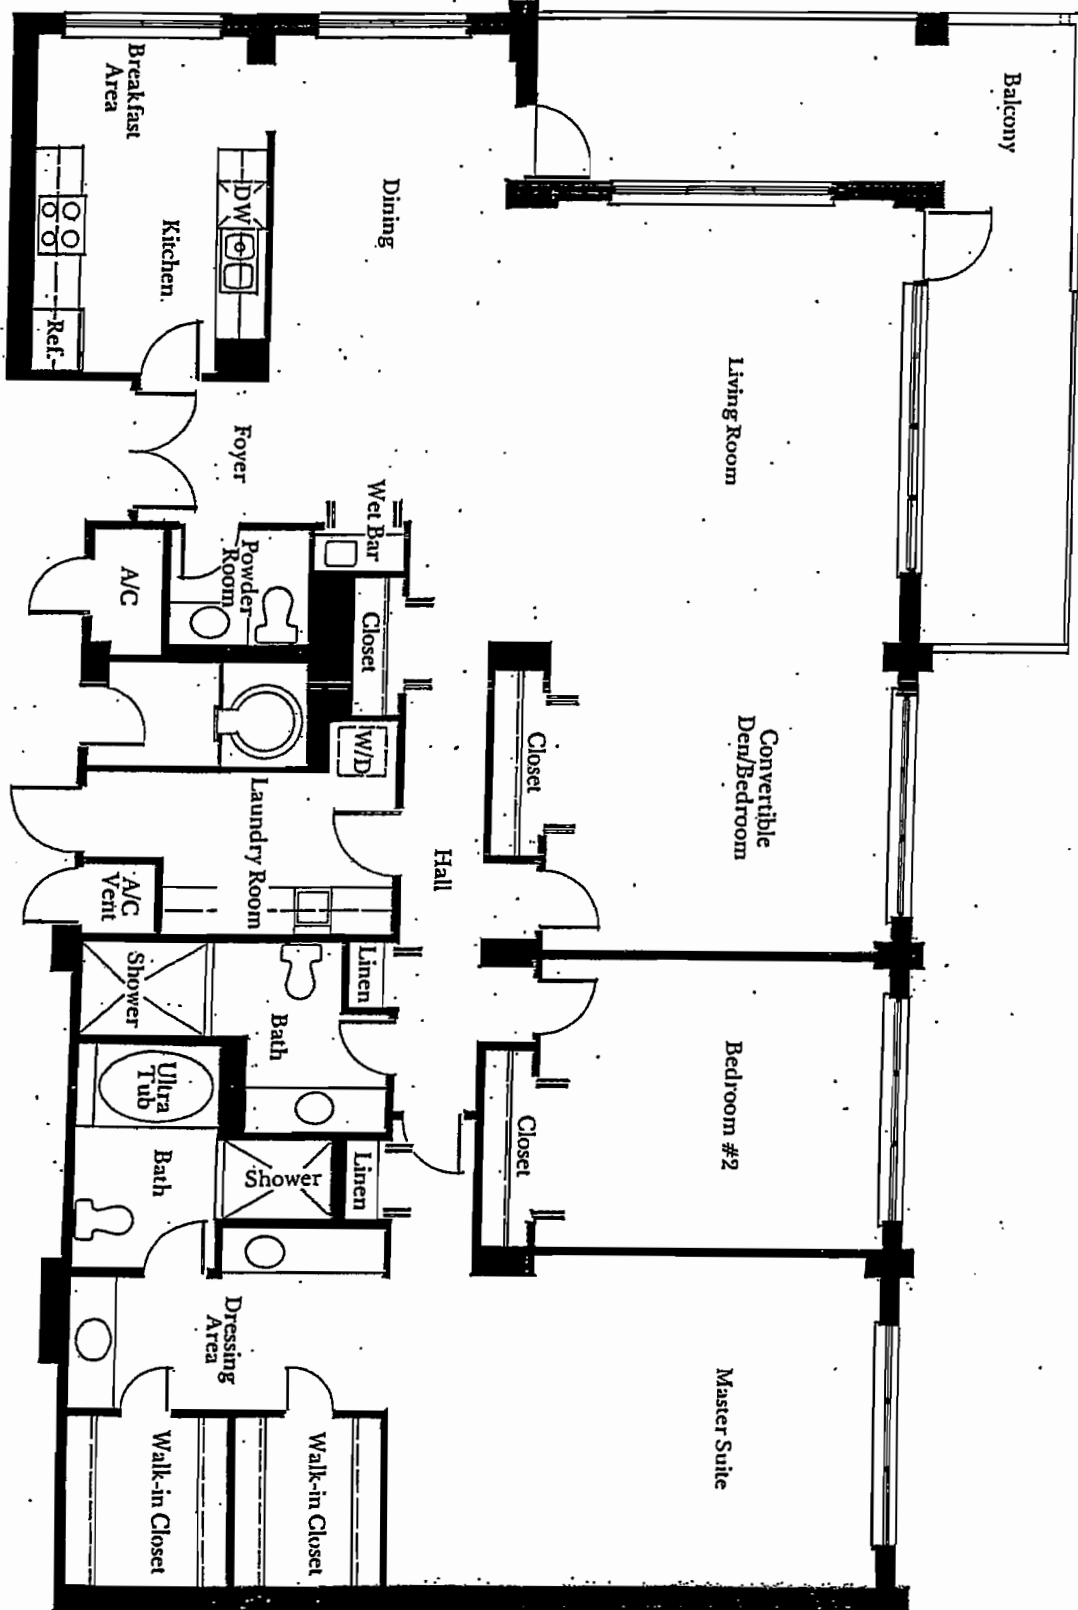 Balcony
Breakfast
Area
Dining
DW
Kitchen
Ref.
Living Room
Foyer
Wet Bar
Powder
Room
A/C
Closet
Closet
Convertible
Den/Bedroom
W/D
Laundry Room
Hall
A/C
Vent
Linen
Shower
Bath
Ultra
Tub
Bedroom #2
Closet
Bath
Shower
Linen
Dressing
Area
Master Suite
Walk-in Closet
Walk-in Closet